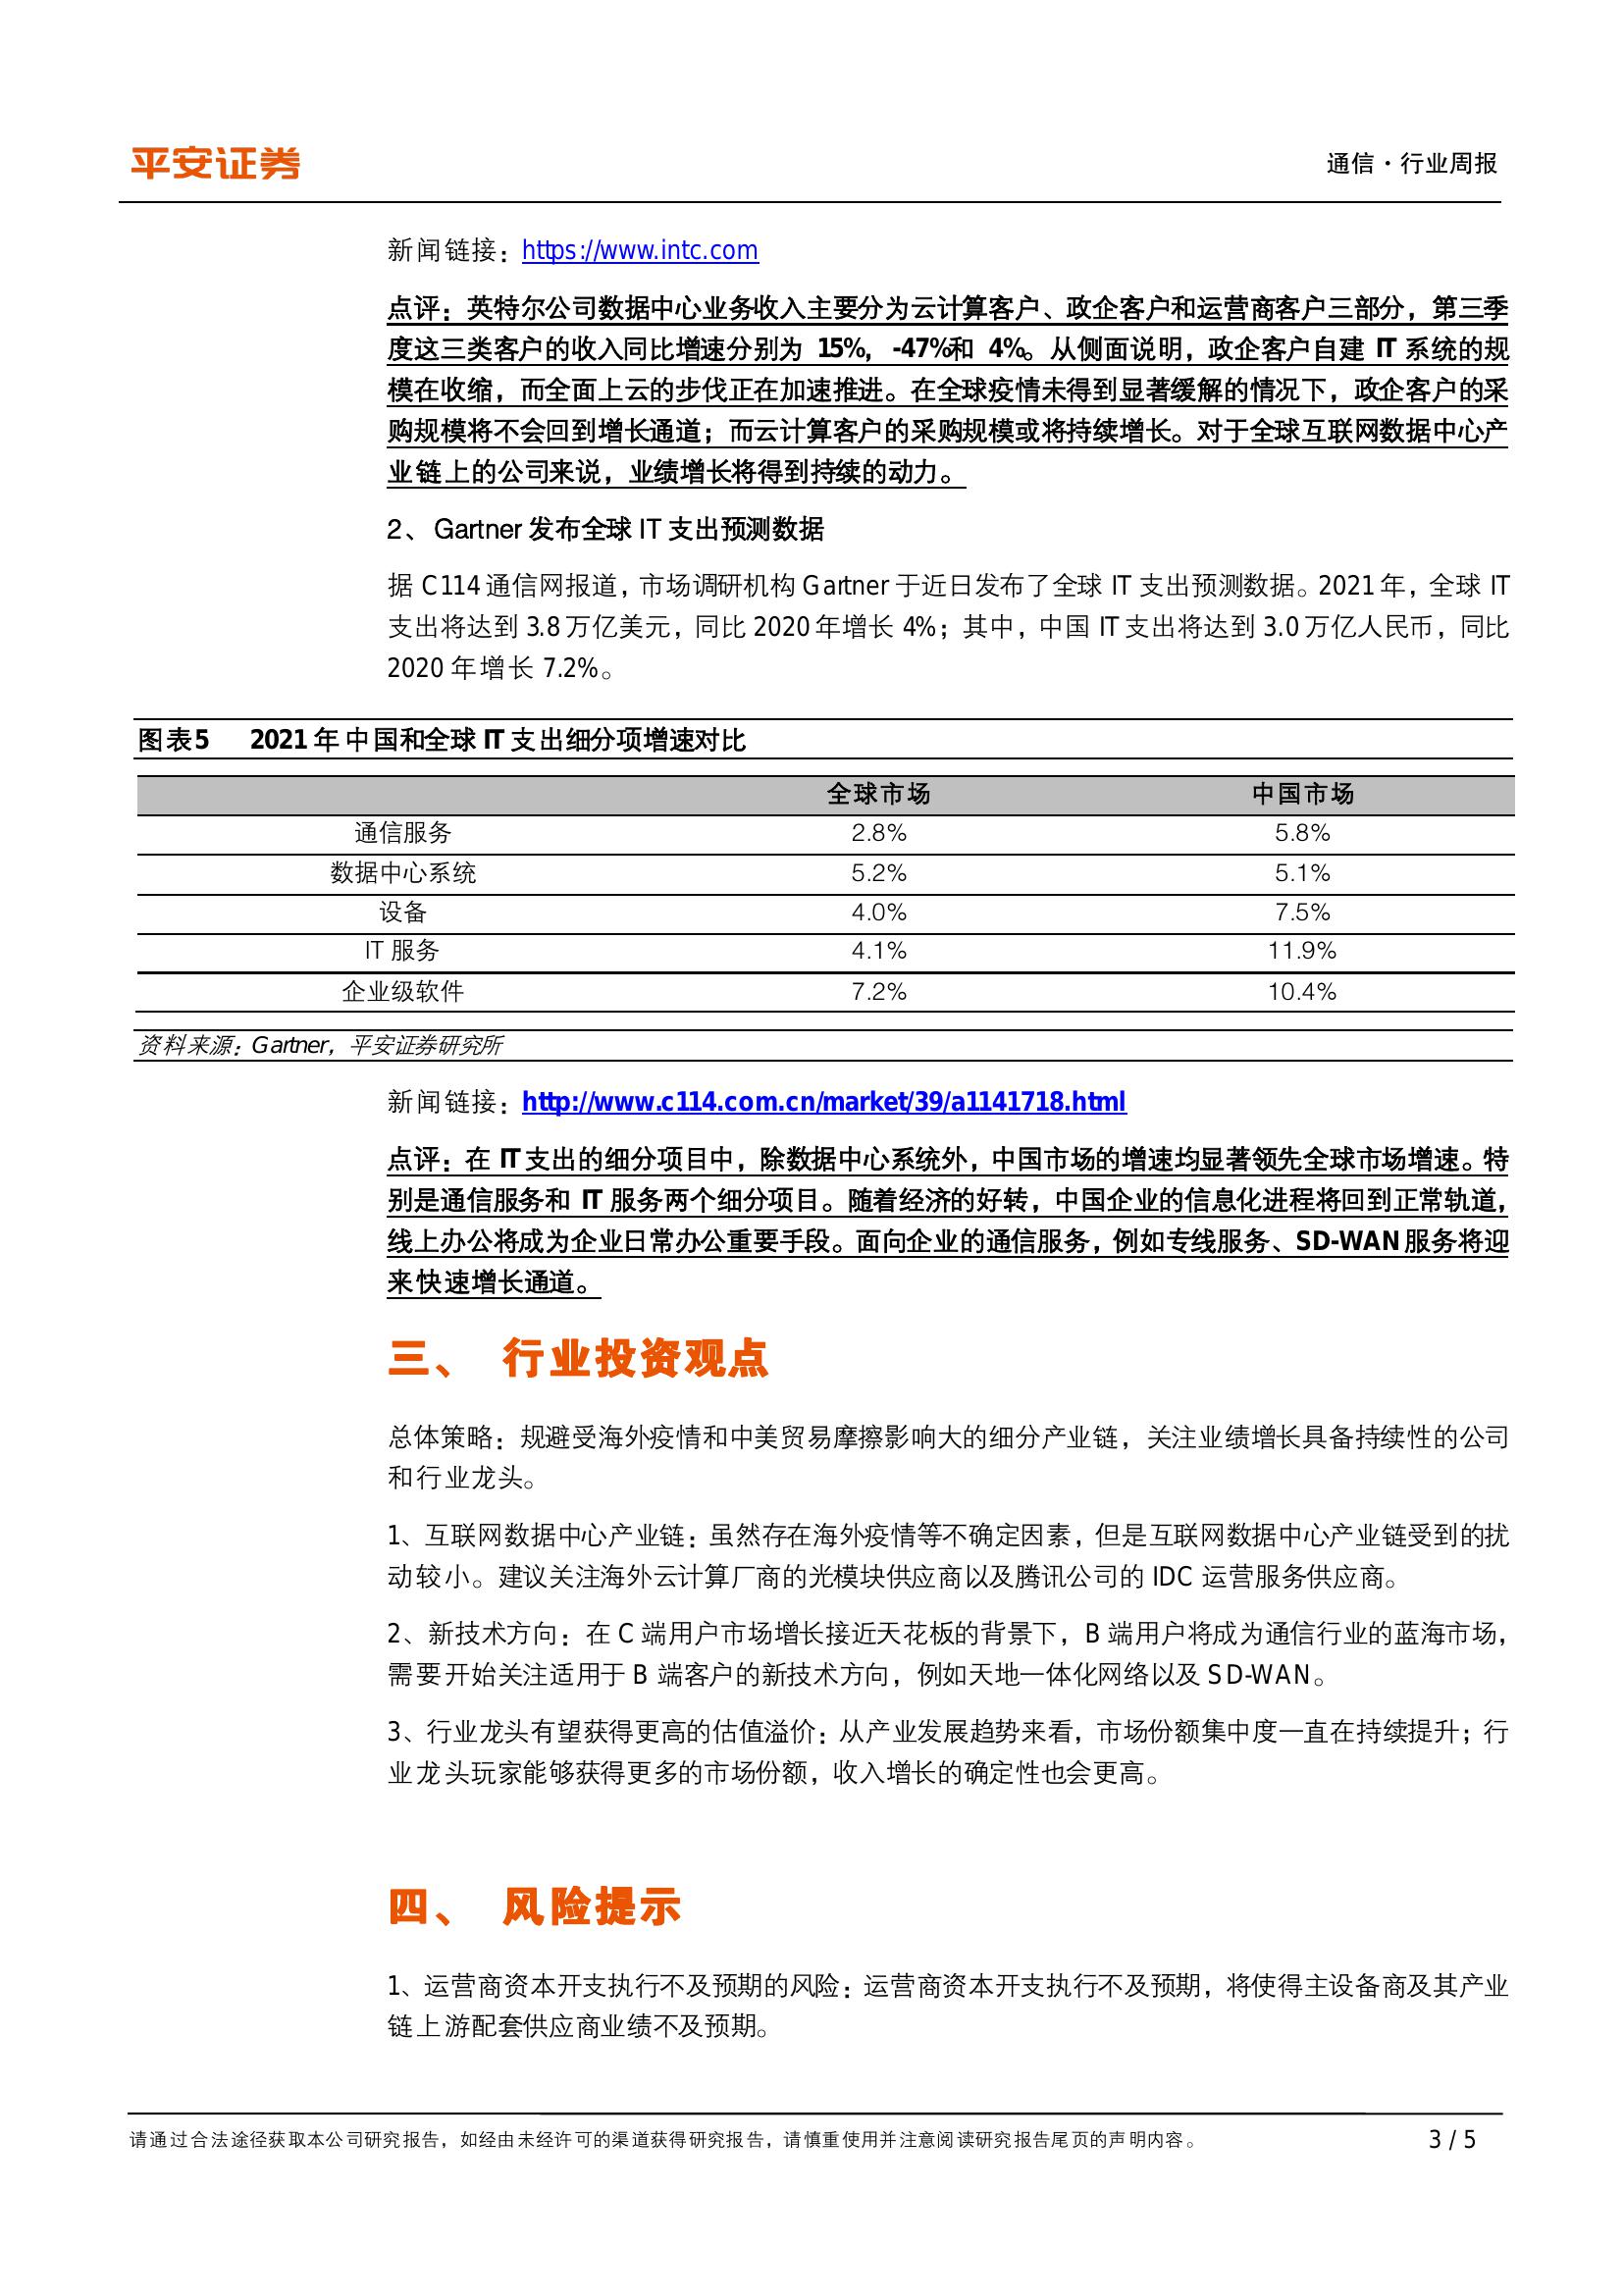 平安证券
通信·行业周报
新闻链接：https://www.intc.com
点评：英特尔公司数据中心业务收入主要分为云计算客户、政企客户和运营商客户三部分，第三季
度这三类客户的收入同比增速分别为 15%，-47%和 4%。从侧面说明，政企客户自建 IT 系统的规
模在收缩，而全面上云的步伐正在加速推进。在全球疫情未得到显著缓解的情况下，政企客户的采
购规模将不会回到增长通道；而云计算客户的采购规模或将持续增长。对于全球互联网数据中心产
业链上的公司来说，业绩增长将得到持续的动力。
2、Gartner 发布全球 IT 支出预测数据
据 C114 通信网报道，市场调研机构 Gartner 于近日发布了全球 IT 支出预测数据。2021 年，全球 IT
支出将达到 3.8 万亿美元，同比 2020 年增长 4%；其中，中国 IT 支出将达到 3.0 万亿人民币，同比
2020 年增长 7.2%。
图表5 2021 年中国和全球 IT 支出细分项增速对比
全球市场 中国市场
通信服务 2.8% 5.8%
数据中心系统 5.2% 5.1%
设备 4.0% 7.5%
IT 服务 4.1% 11.9%
企业级软件 7.2% 10.4%
资料来源：Gartner，平安证券研究所
新闻链接：http://www.c114.com.cn/market/39/a1141718.html
点评：在 IT 支出的细分项目中，除数据中心系统外，中国市场的增速均显著领先全球市场增速。特
别是通信服务和 IT 服务两个细分项目。随着经济的好转，中国企业的信息化进程将回到正常轨道，
线上办公将成为企业日常办公重要手段。面向企业的通信服务，例如专线服务、SD-WAN 服务将迎
来快速增长通道。
三、 行业投资观点
总体策略：规避受海外疫情和中美贸易摩擦影响大的细分产业链，关注业绩增长具备持续性的公司
和行业龙头。
1、互联网数据中心产业链：虽然存在海外疫情等不确定因素，但是互联网数据中心产业链受到的扰
动较小。建议关注海外云计算厂商的光模块供应商以及腾讯公司的 IDC 运营服务供应商。
2、新技术方向：在 C 端用户市场增长接近天花板的背景下，B 端用户将成为通信行业的蓝海市场，
需要开始关注适用于 B 端客户的新技术方向，例如天地一体化网络以及 SD-WAN。
3、行业龙头有望获得更高的估值溢价：从产业发展趋势来看，市场份额集中度一直在持续提升；行
业龙头玩家能够获得更多的市场份额，收入增长的确定性也会更高。
四、 风险提示
1、运营商资本开支执行不及预期的风险：运营商资本开支执行不及预期，将使得主设备商及其产业
链上游配套供应商业绩不及预期。
请通过合法途径获取本公司研究报告，如经由未经许可的渠道获得研究报告，请慎重使用并注意阅读研究报告尾页的声明内容。
3 / 5